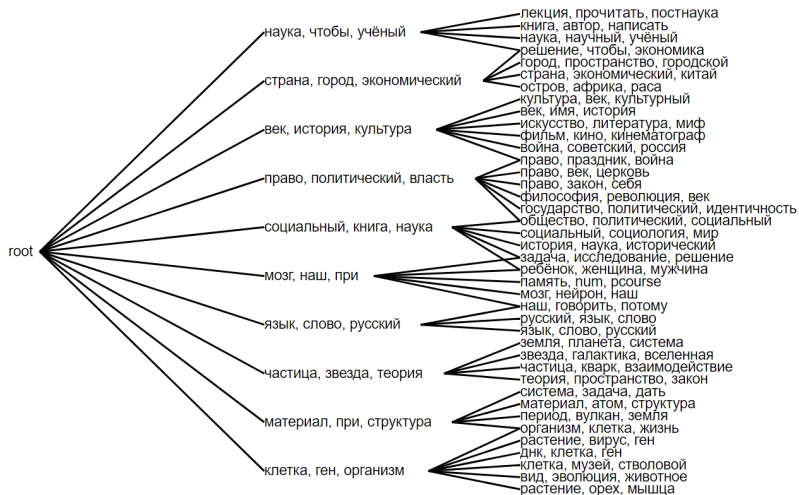 root
наука, чтобы, учёный
страна, город, экономический
век, история, культура
право, политический, власть
социальный, книга, наука
мозг, наш, при
язык, слово, русский
частица, звезда, теория
материал, при, структура
клетка, ген, организм
лекция, прочитать, постнаука
книга, автор, написать
наука, научный, учёный
решение, чтобы, экономика
город, пространство, городской
страна, экономический, китай
остров, африка, раса
культура, век, культурный
век, имя, история
искусство, литература, миф
фильм, кино, кинематограф
война, советский, россия
право, праздник, война
право, век, церковь
право, закон, себя
философия, революция, век
государство, политический, идентичность
общество, политический, социальный
социальный, социология, мир
история, наука, исторический
задача, исследование, решение
ребёнок, женщина, мужчина
память, num, pcourse
мозг, нейрон, наш
наш, говорить, потому
русский, язык, слово
язык, слово, русский
земля, планета, система
звезда, галактика, вселенная
частица, кварк, взаимодействие
теория, пространство, закон
система, задача, дать
материал, атом, структура
период, вулкан, земля
организм, клетка, жизнь
растение, вирус, ген
днк, клетка, ген
клетка, музей, стволовой
вид, эволюция, животное
растение, орех, мышца